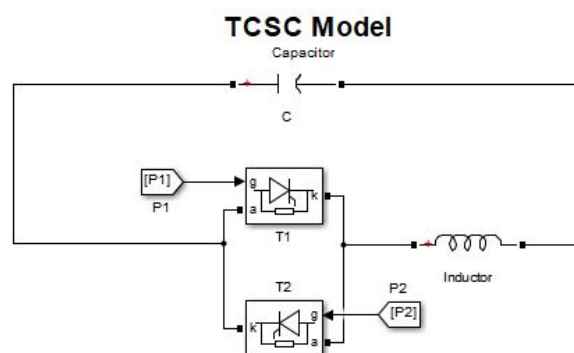 TCSC Model
Capacitor
C
[P1]
P1
g
k
a
T1
Inductor
T2
P2
g
[P2]
k
a